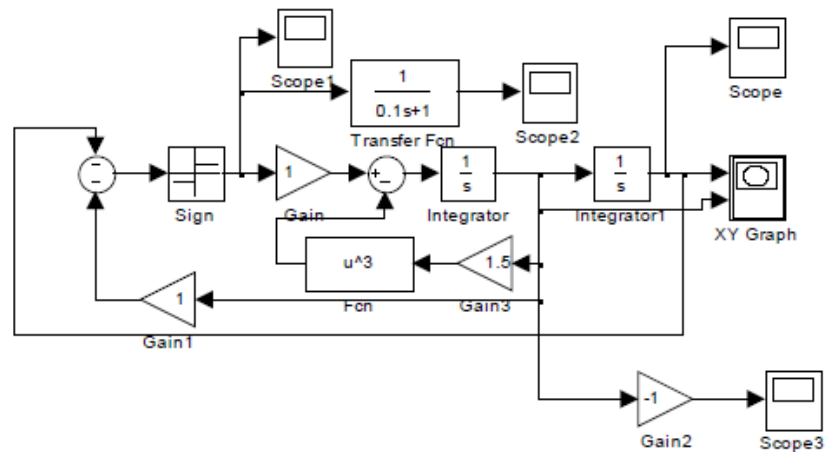 Scope1
Scope
1
0.1s+1
Transfer Fcn
Scope2
Sign
1
Gain
1
s
Integrator
1
s
Integrator1
XY Graph
u^3
Fcn
1.5
Gain3
1
Gain1
-1
Gain2
Scope3